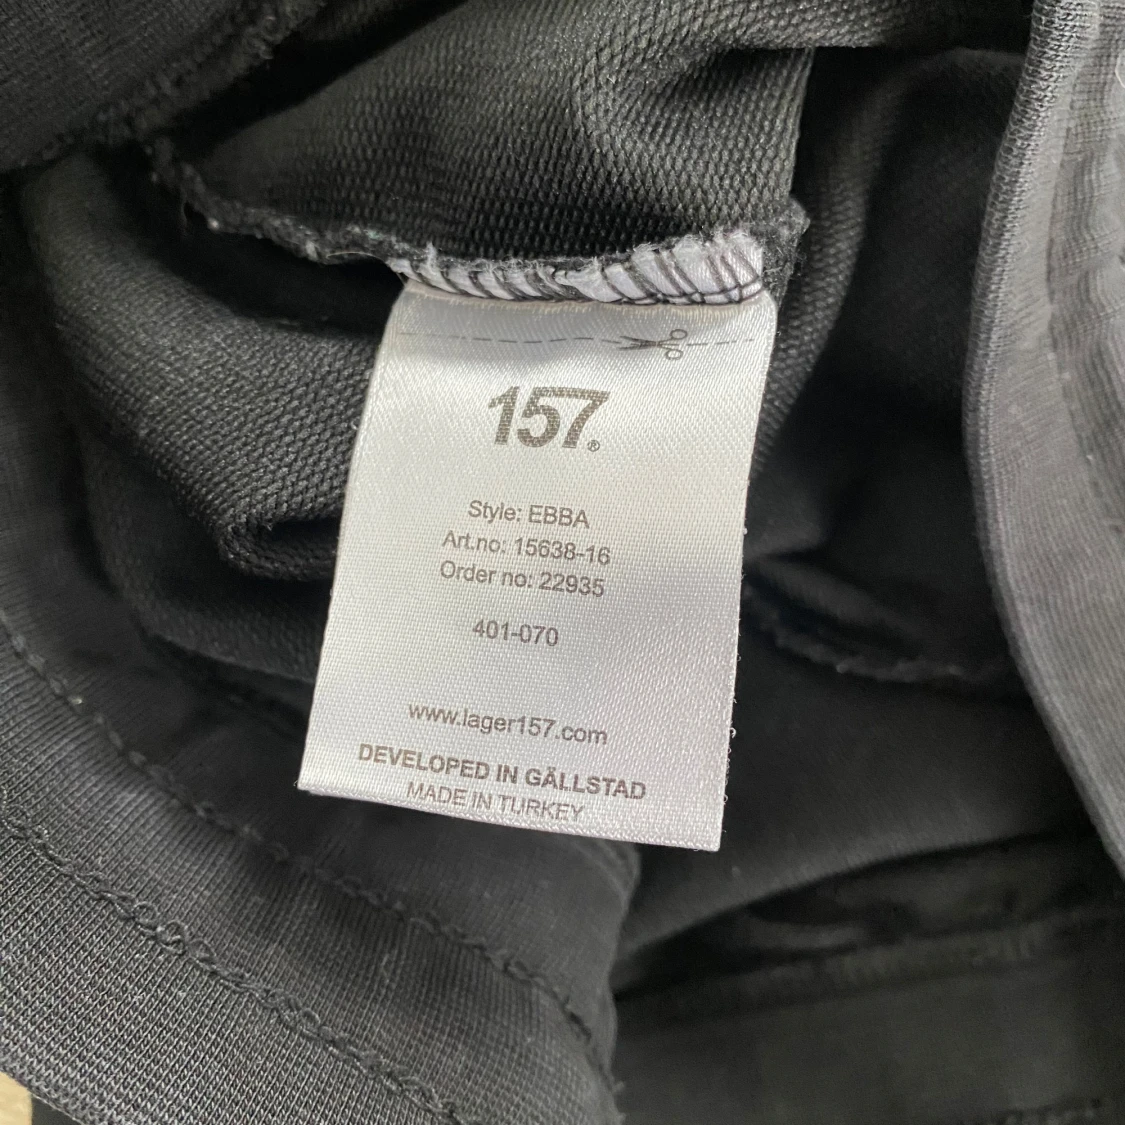 157®
Style: EBBA
Art.no: 15638-16
Order no: 22935
401-070
www.lager157.com
DEVELOPED IN GÄLLSTAD
MADE IN TURKEY